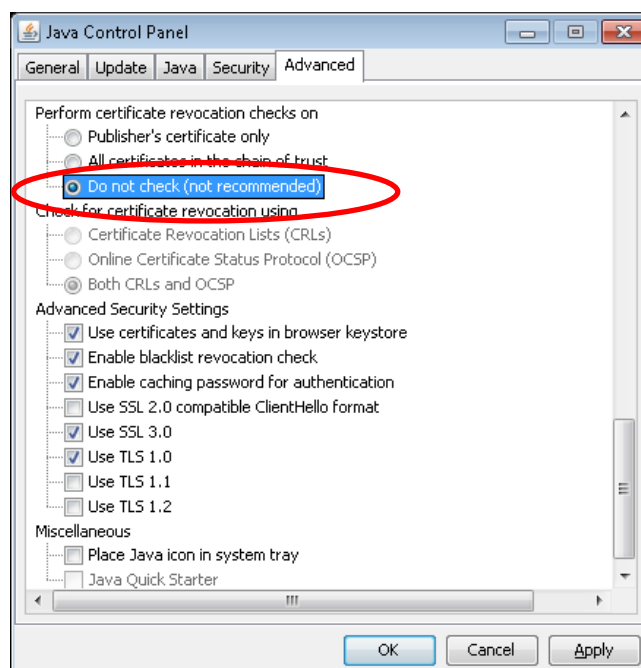 Java Control Panel
General Update Java Security Advanced
Perform certificate revocation checks on
Publisher's certificate only
All certificates in the chain of trust
Do not check (not recommended)
Check for certificate revocation using
Certificate Revocation Lists (CRLs)
Online Certificate Status Protocol (OCSP)
Both CRLs and OCSP
Advanced Security Settings
Use certificates and keys in browser keystore
Enable blacklist revocation check
Enable caching password for authentication
Use SSL 2.0 compatible ClientHello format
Use SSL 3.0
Use TLS 1.0
Use TLS 1.1
Use TLS 1.2
Miscellaneous
Place Java icon in system tray
Java Quick Starter
OK Cancel Apply